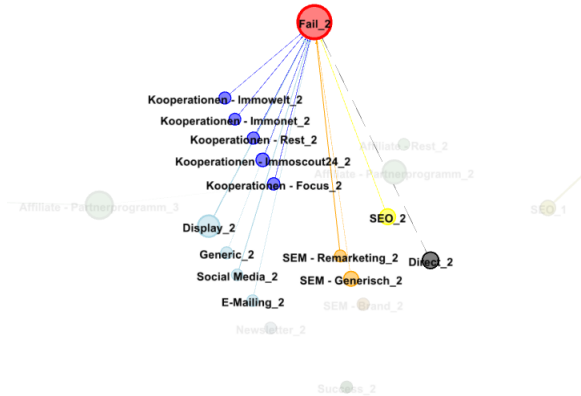 Fail_2
Kooperationen - Immowelt_2
Kooperationen - Immonet_2
Kooperationen - Rest_2
Affiliate - Rest_2
Kooperationen - Immoscout24_2
Affiliate - Partnerprogramm_2
Kooperationen - Focus_2
Affiliate - Partnerprogramm_3
SEO_1
SEO_2
Display_2
Generic_2
SEM - Remarketing_2
Direct_2
Social Media_2
SEM - Generisch_2
E-Mailing_2
SEM - Brand_2
Newsletter_2
Success_2